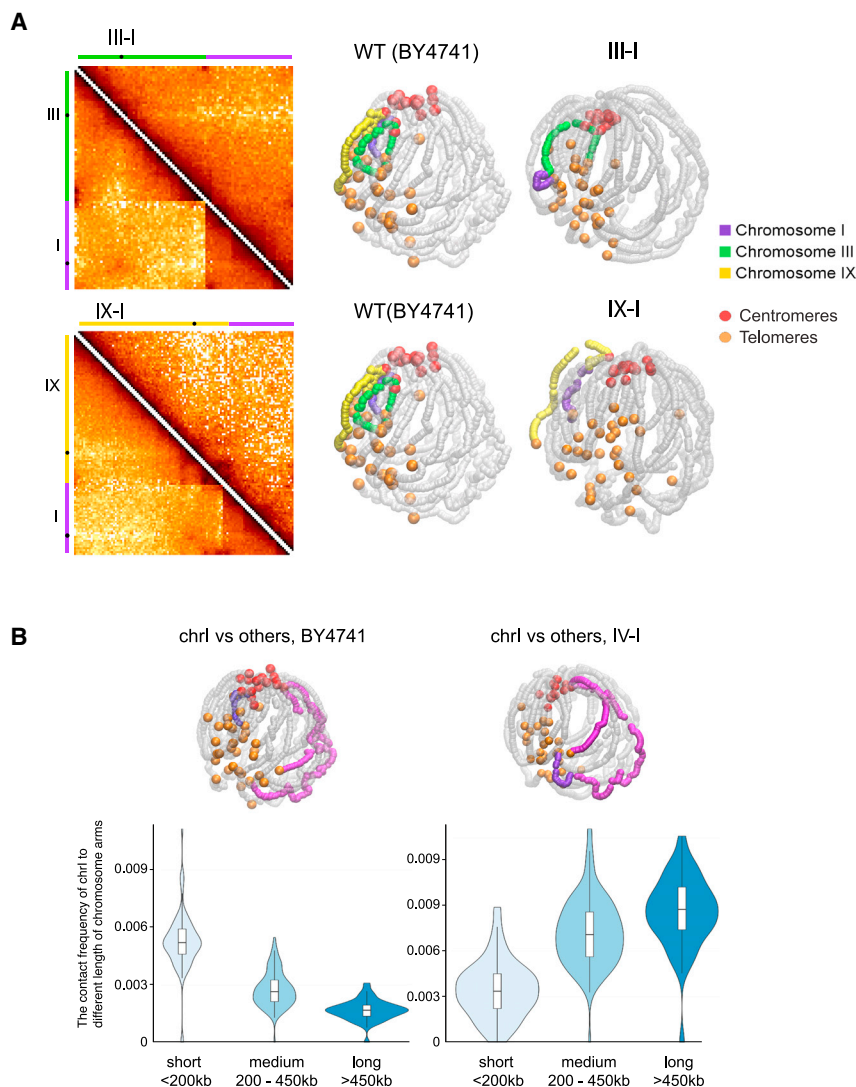 A
III-I
III
I
WT (BY4741)
III-I
Chromosome I
Chromosome III
Chromosome IX
Centromeres
Telomeres
IX-I
IX
I
WT(BY4741)
IX-I
B
chrI vs others, BY4741
chrI vs others, IV-I
The contact frequency of chrI to
different length of chromosome arms
0.009
0.006
0.003
0
short
<200kb
medium
200 - 450kb
long
>450kb
0.009
0.006
0.003
0
short
<200kb
medium
200 - 450kb
long
>450kb